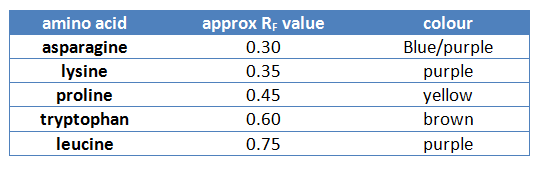 amino acid approx RF value colour
asparagine 0.30 Blue/purple
lysine 0.35 purple
proline 0.45 yellow
tryptophan 0.60 brown
leucine 0.75 purple